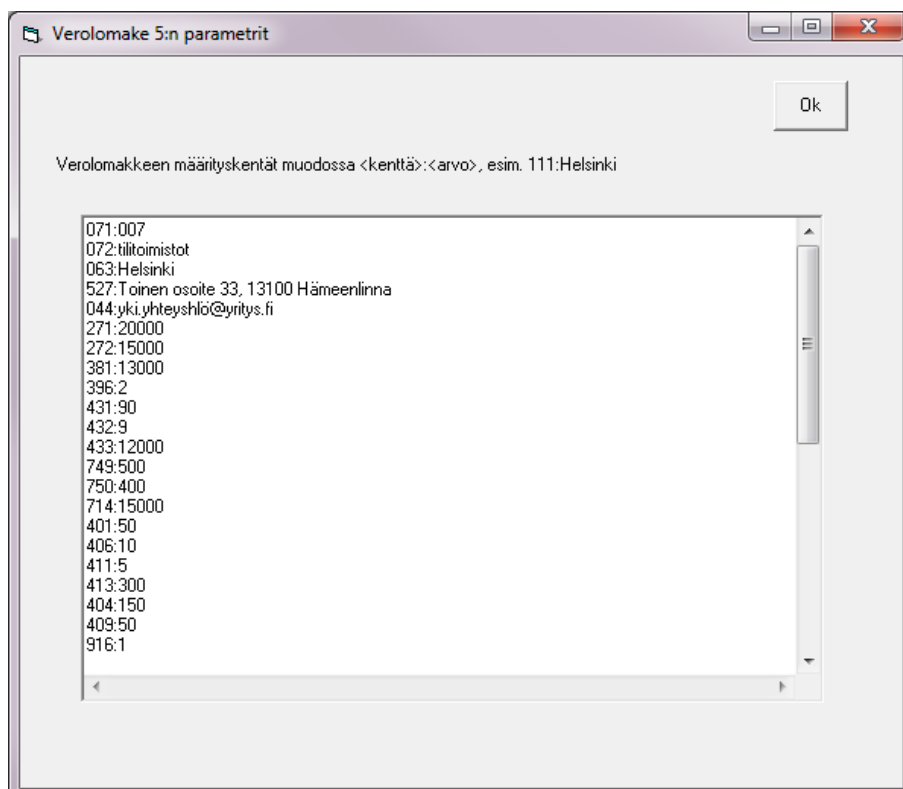 Verolomake 5:n parametrit
Ok
Verolomakkeen määrityskentät muodossa <kenttä>:<arvo>, esim. 111:Helsinki
071:007
072:tilitoimistot
063:Helsinki
527:Toinen osoite 33, 13100 Hämeenlinna
044:yki.yhteyshlö@yritys.fi
271:20000
272:15000
381:13000
396:2
431:90
432:9
433:12000
749:500
750:400
714:15000
401:50
406:10
411:5
413:300
404:150
409:50
916:1